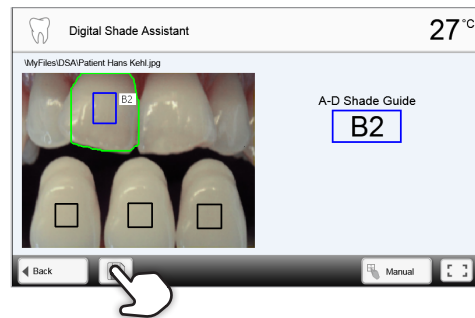 Digital Shade Assistant
27°C
\MyFiles\DSA\Patient Hans Kehl.jpg
B2
A-D Shade Guide
B2
Back
Manual